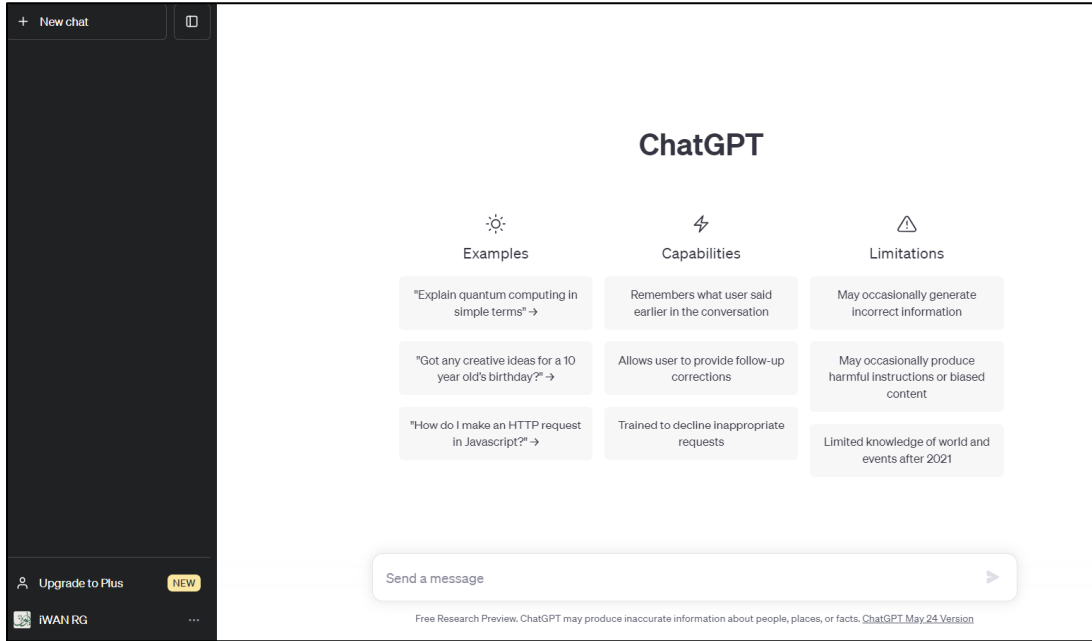 + New chat
ChatGPT
Examples
"Explain quantum computing in
simple terms" →
"Got any creative ideas for a 10
year old's birthday?" →
"How do I make an HTTP request
in Javascript?" →
Capabilities
Remembers what user said
earlier in the conversation
Allows user to provide follow-up
corrections
Trained to decline inappropriate
requests
Limitations
May occasionally generate
incorrect information
May occasionally produce
harmful instructions or biased
content
Limited knowledge of world and
events after 2021
Upgrade to Plus NEW
iWAN RG ...
Send a message
Free Research Preview. ChatGPT may produce inaccurate information about people, places, or facts. ChatGPT May 24 Version